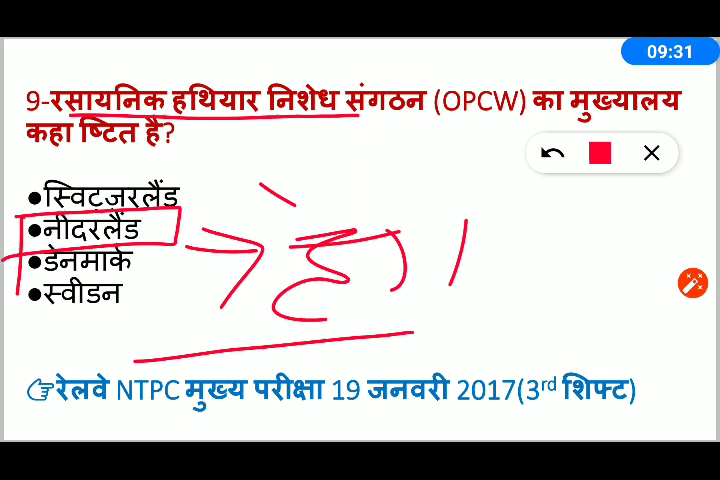 09:31
9-रसायनिक हथियार निशेध संगठन (OPCW) का मुख्यालय
कहा ष्टित है?
●स्विट्ज़रलैंड
●नीदरलैंड
●डेनमार्क
●स्वीडन
👉रेलवे NTPC मुख्य परीक्षा 19 जनवरी 2017(3rd शिफ्ट)